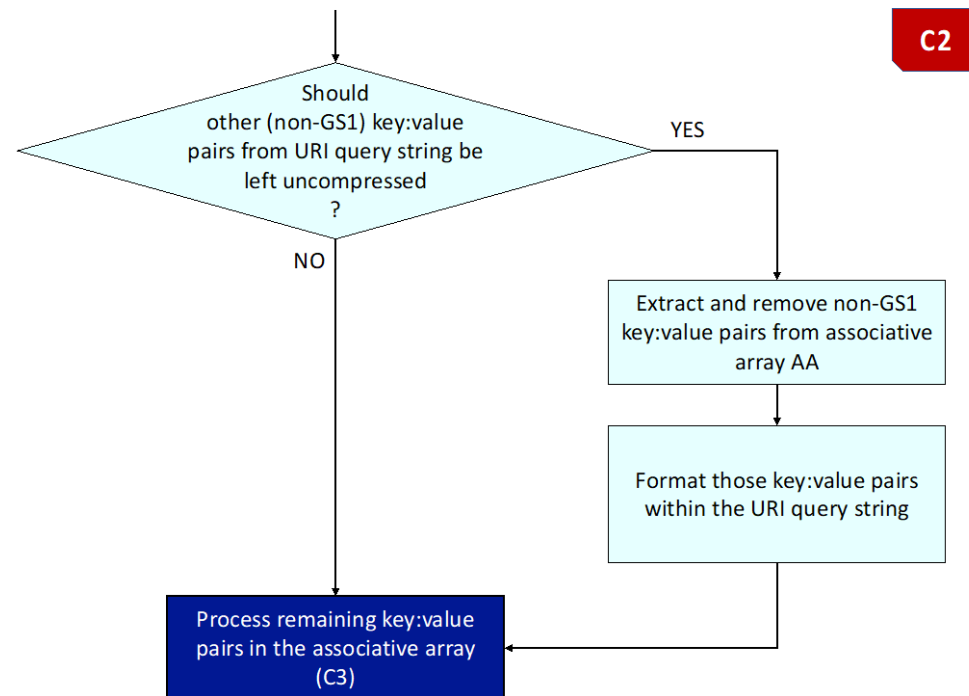 C2
Should
other (non-GS1) key:value
pairs from URI query string be
left uncompressed
?
YES
NO
Extract and remove non-GS1
key:value pairs from associative
array AA
Format those key:value pairs
within the URI query string
Process remaining key:value
pairs in the associative array
(C3)